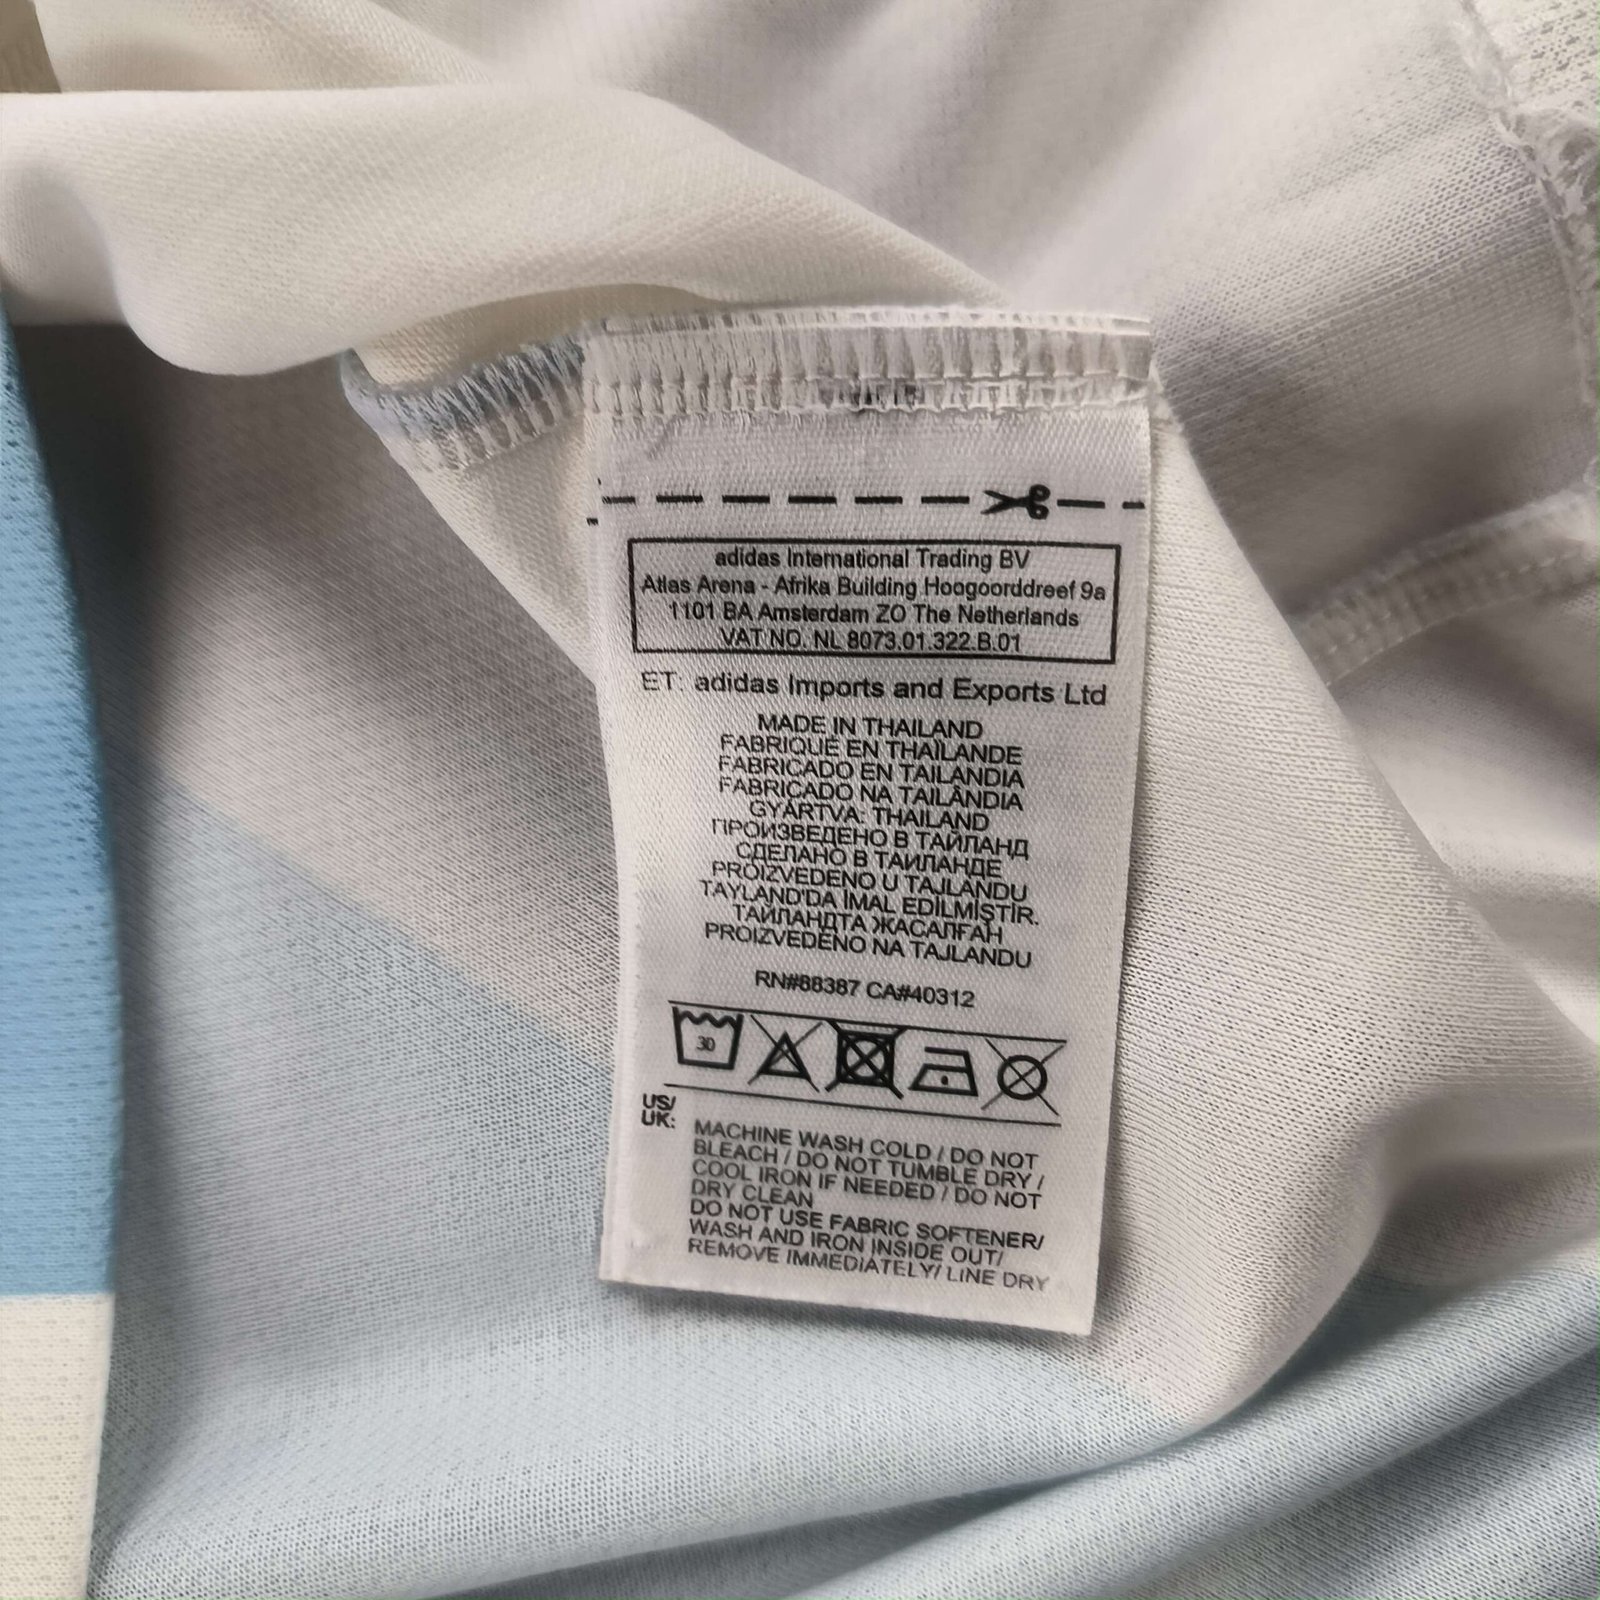 adidas International Trading BV
Atlas Arena - Afrika Building Hoogoorddreef 9a
1101 BA Amsterdam ZO The Netherlands
VAT NO. NL 8073.01.322.B.01
ET: adidas Imports and Exports Ltd
MADE IN THAILAND
FABRIQUÉ EN THAÏLANDE
FABRICADO EN TAILANDIA
FABRICADO NA TAILÂNDIA
GYÁRTVA: THAILAND
ПРОИЗВЕДЕНО В ТАЙЛАНД
СДЕЛАНО В ТАИЛАНДЕ
PROIZVEDENO U TAJLANDU
TAYLAND'DA İMAL EDİLMİŞTİR.
ТАЙЛАНДТА ЖАСАЛҒАН
PROIZVEDENO NA TAJLANDU
RN#88387 CA#40312
30
US/
UK:
MACHINE WASH COLD / DO NOT
BLEACH / DO NOT TUMBLE DRY /
COOL IRON IF NEEDED / DO NOT
DRY CLEAN
DO NOT USE FABRIC SOFTENER/
WASH AND IRON INSIDE OUT/
REMOVE IMMEDIATELY/ LINE DRY